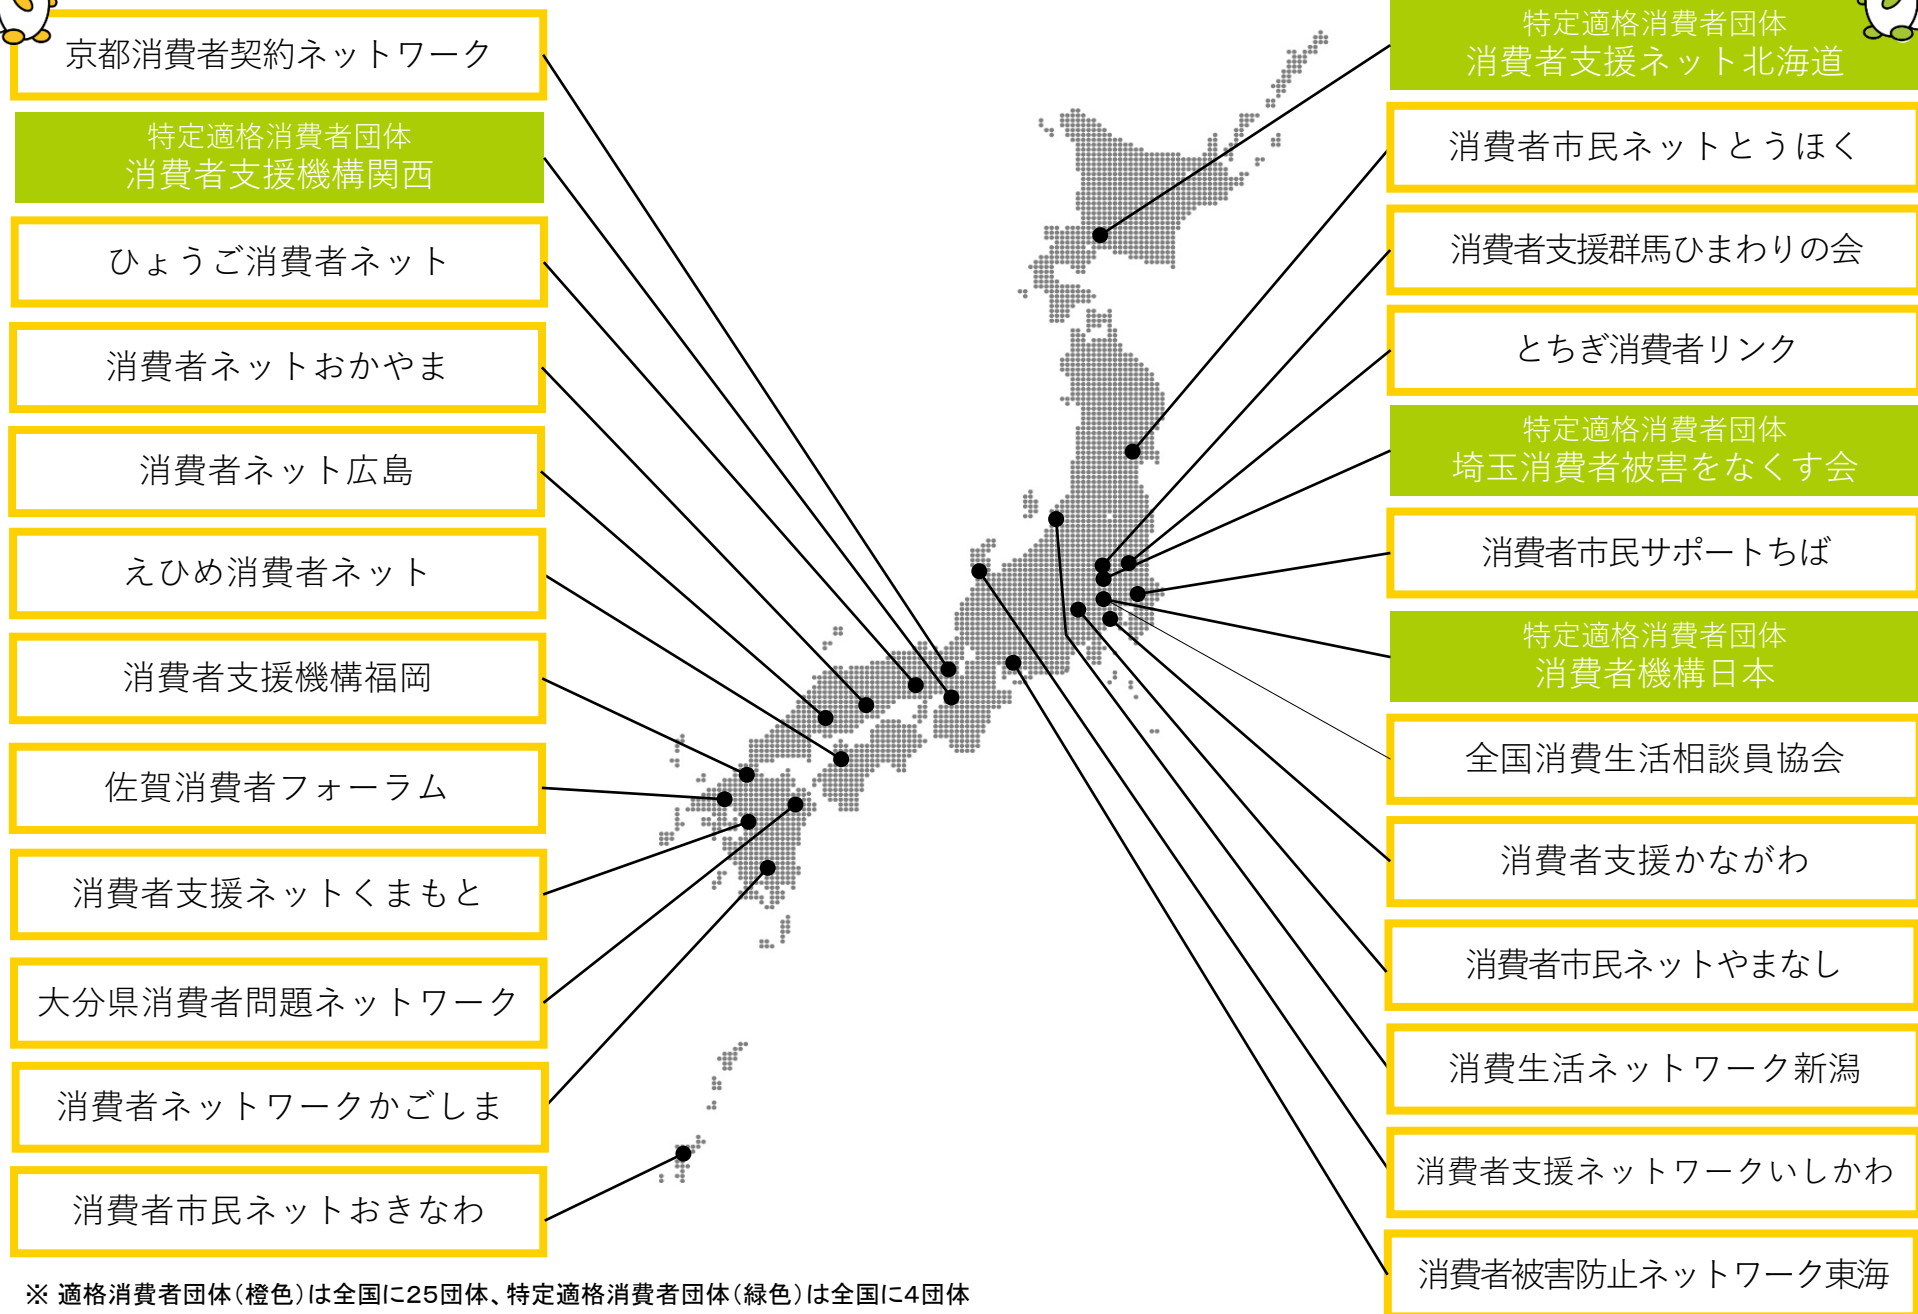 京都消費者契約ネットワーク
特定適格消費者団体
消費者支援機構関西
ひょうご消費者ネット
消費者ネットおかやま
消費者ネット広島
えひめ消費者ネット
消費者支援機構福岡
佐賀消費者フォーラム
消費者支援ネットくまもと
大分県消費者問題ネットワーク
消費者ネットワークかごしま
消費者市民ネットおきなわ
特定適格消費者団体
消費者支援ネット北海道
消費者市民ネットとうほく
消費者支援群馬ひまわりの会
とちぎ消費者リンク
特定適格消費者団体
埼玉消費者被害をなくす会
消費者市民サポートちば
特定適格消費者団体
消費者機構日本
全国消費生活相談員協会
消費者支援かながわ
消費者市民ネットやまなし
消費生活ネットワーク新潟
消費者支援ネットワークいしかわ
消費者被害防止ネットワーク東海
※ 適格消費者団体(橙色)は全国に25団体、特定適格消費者団体(緑色)は全国に4団体